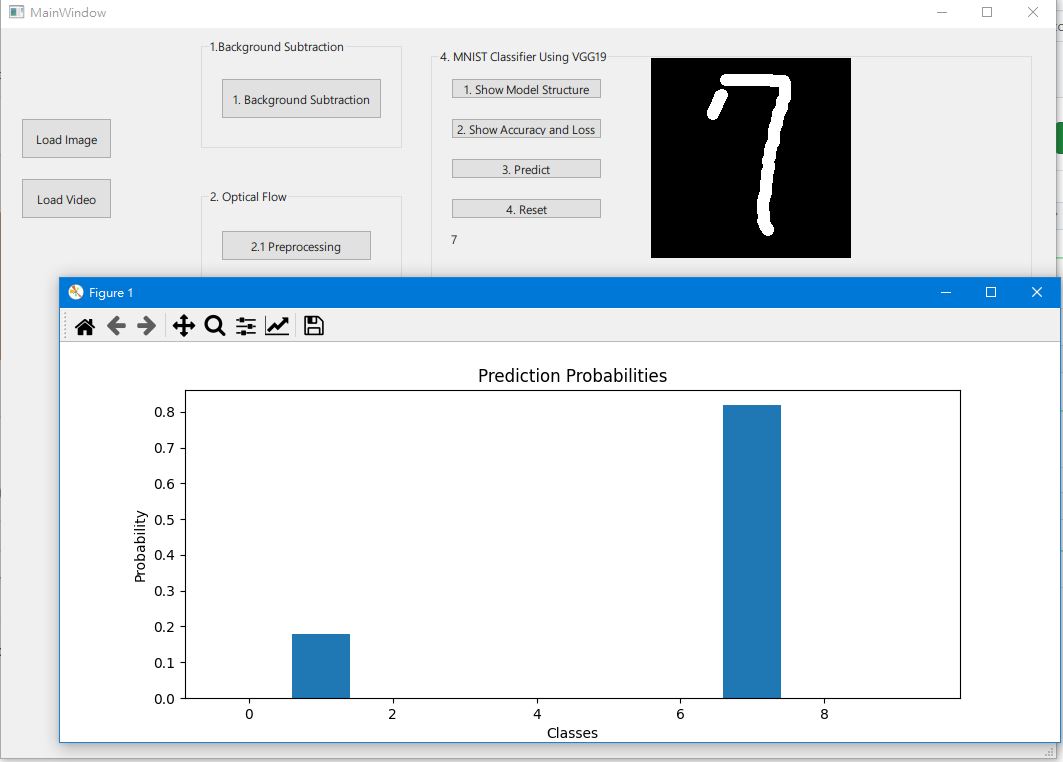 MainWindow
Load Image
Load Video
1.Background Subtraction
1. Background Subtraction
2. Optical Flow
2.1 Preprocessing
4. MNIST Classifier Using VGG19
1. Show Model Structure
2. Show Accuracy and Loss
3. Predict
4. Reset
7
7
Figure 1
Prediction Probabilities
Probability
0.8
0.7
0.6
0.5
0.4
0.3
0.2
0.1
0.0
0 2 4 6 8
Classes